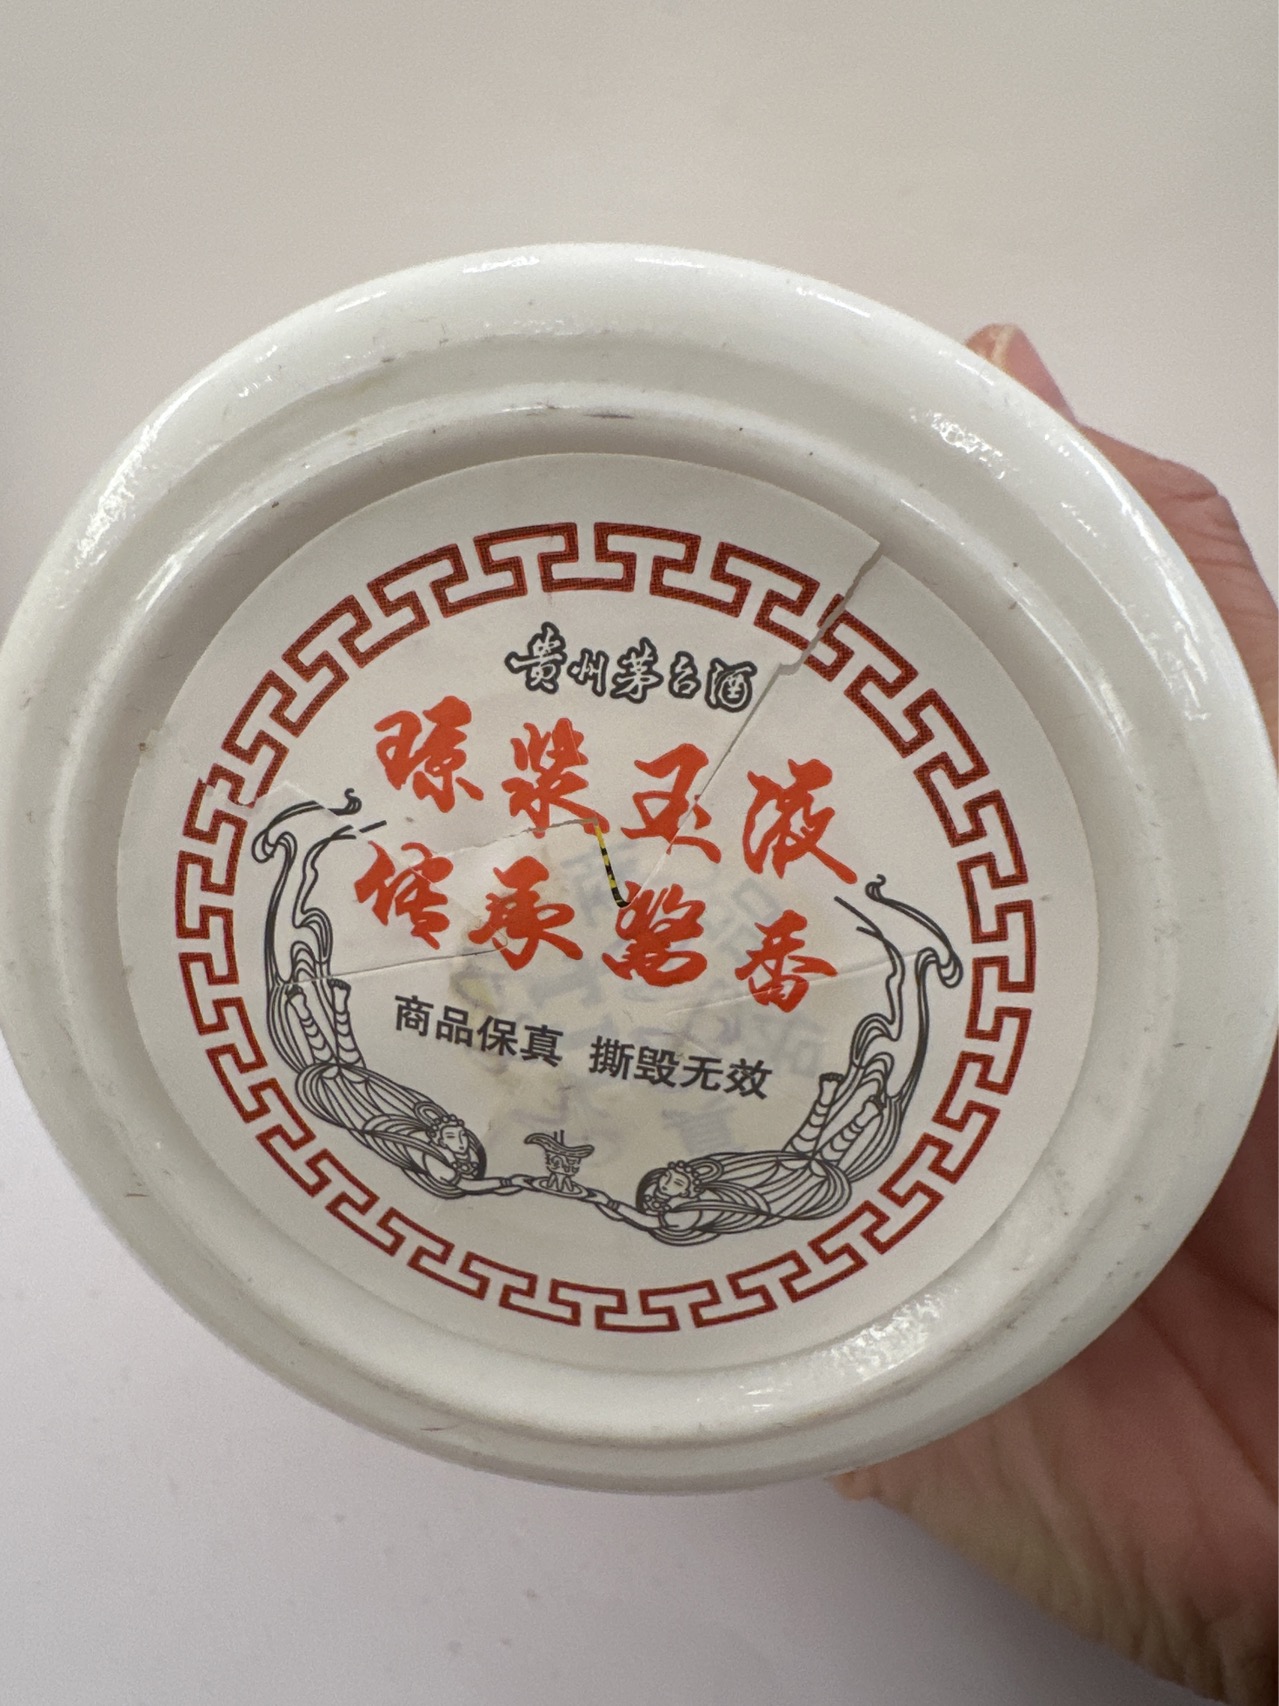 贵州茅台酒
琼浆玉液
传承酱香
商品保真 撕毁无效